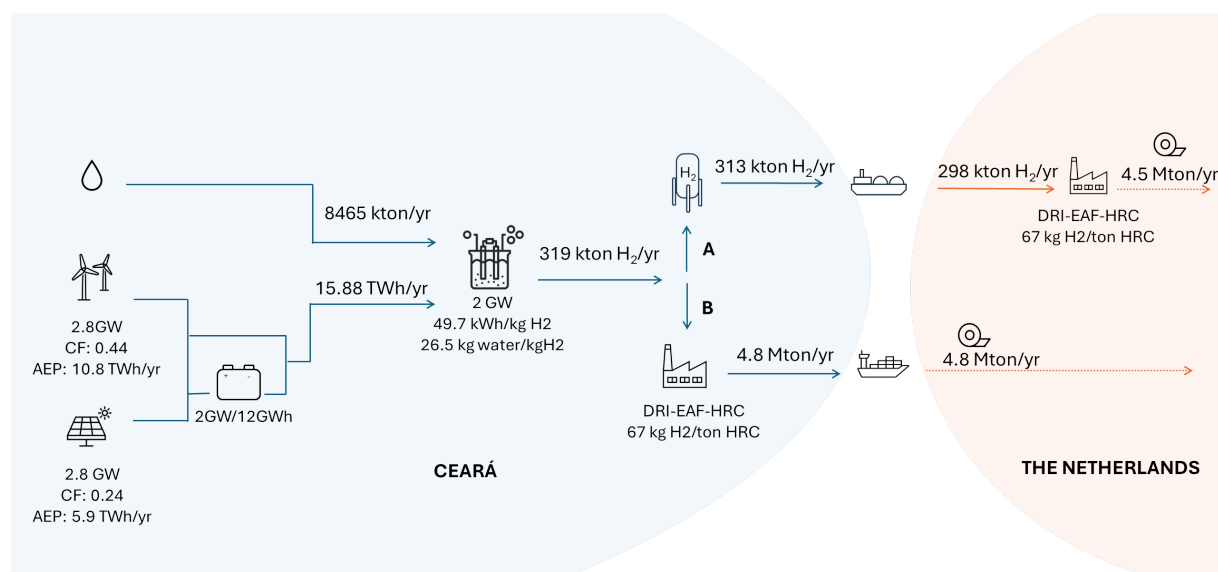 8465 kton/yr
2.8GW
CF: 0.44
AEP: 10.8 TWh/yr
2.8 GW
CF: 0.24
AEP: 5.9 TWh/yr
2GW/12GWh
15.88 TWh/yr
2 GW
49.7 kWh/kg H2
26.5 kg water/kgH2
319 kton H₂/yr
A
B
H₂
313 kton H₂/yr
298 kton H₂/yr
DRI-EAF-HRC
67 kg H2/ton HRC
4.5 Mton/yr
DRI-EAF-HRC
67 kg H2/ton HRC
4.8 Mton/yr
4.8 Mton/yr
CEARÁ
THE NETHERLANDS